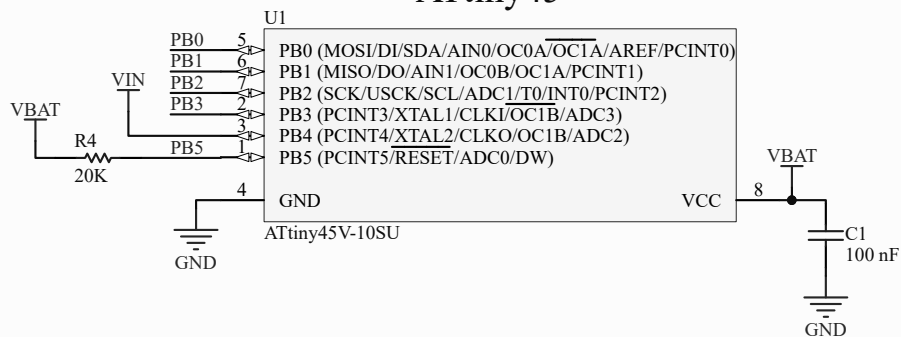 ATtiny45
U1
PB0 5 PB0 (MOSI/DI/SDA/AIN0/OC0A/OC1A/AREF/PCINT0)
PB1 6 PB1 (MISO/DO/AIN1/OC0B/OC1A/PCINT1)
VIN PB2 7 PB2 (SCK/USCK/SCL/ADC1/T0/INT0/PCINT2)
VBAT PB3 2 PB3 (PCINT3/XTAL1/CLKI/OC1B/ADC3)
3 PB4 (PCINT4/XTAL2/CLKO/OC1B/ADC2)
R4 PB5 1 PB5 (PCINT5/RESET/ADC0/DW)
20K
VBAT
4 GND VCC 8
ATtiny45V-10SU
C1
100 nF
GND
GND